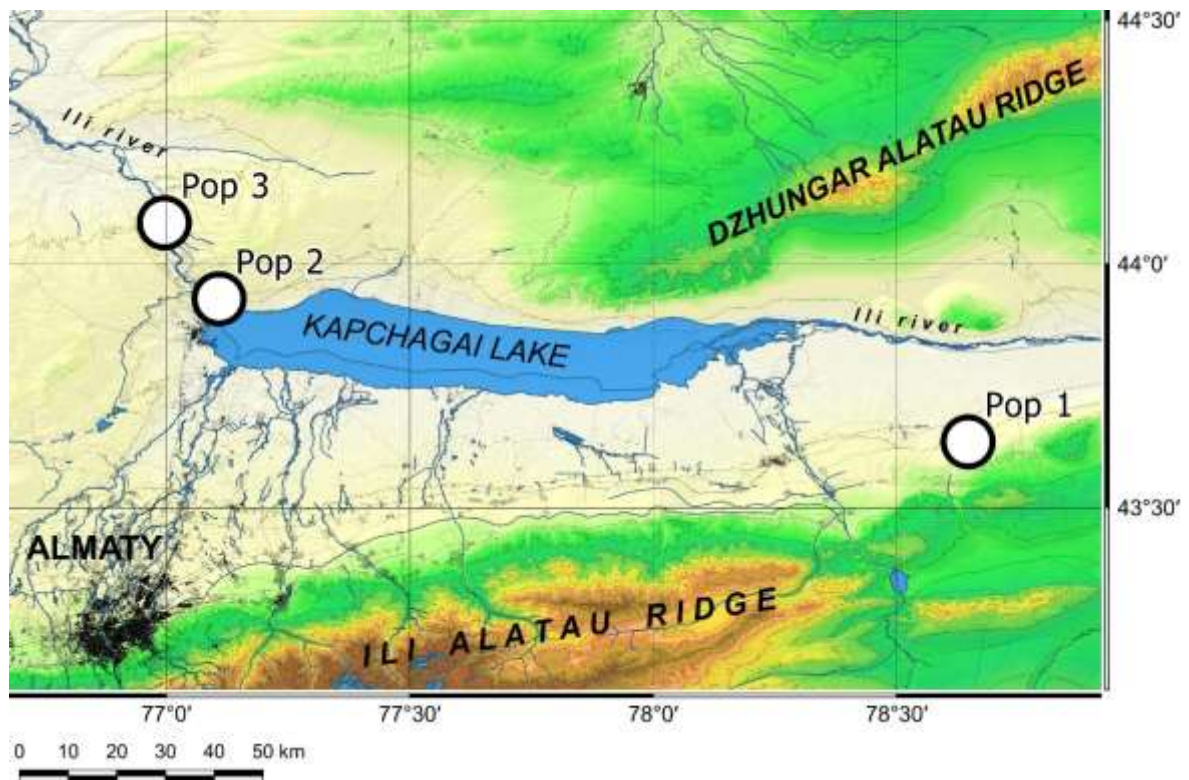 44°30′
Ili river
DZHUNGAR ALATAU RIDGE
Pop 3
Pop 2
44°0′
KAPCHAGAI LAKE
Ili river
Pop 1
43°30′
ALMATY
ILI ALATAU RIDGE
77°0′ 77°30′ 78°0′ 78°30′
0 10 20 30 40 50 km